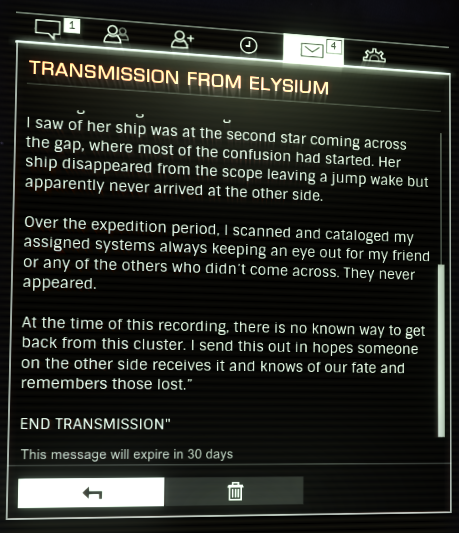 1
4
TRANSMISSION FROM ELYSIUM
I saw of her ship was at the second star coming across
the gap, where most of the confusion had started. Her
ship disappeared from the scope leaving a jump wake but
apparently never arrived at the other side.
Over the expedition period, I scanned and cataloged my
assigned systems always keeping an eye out for my friend
or any of the others who didn't come across. They never
appeared.
At the time of this recording, there is no known way to get
back from this cluster. I send this out in hopes someone
on the other side receives it and knows of our fate and
remembers those lost."
END TRANSMISSION"
This message will expire in 30 days